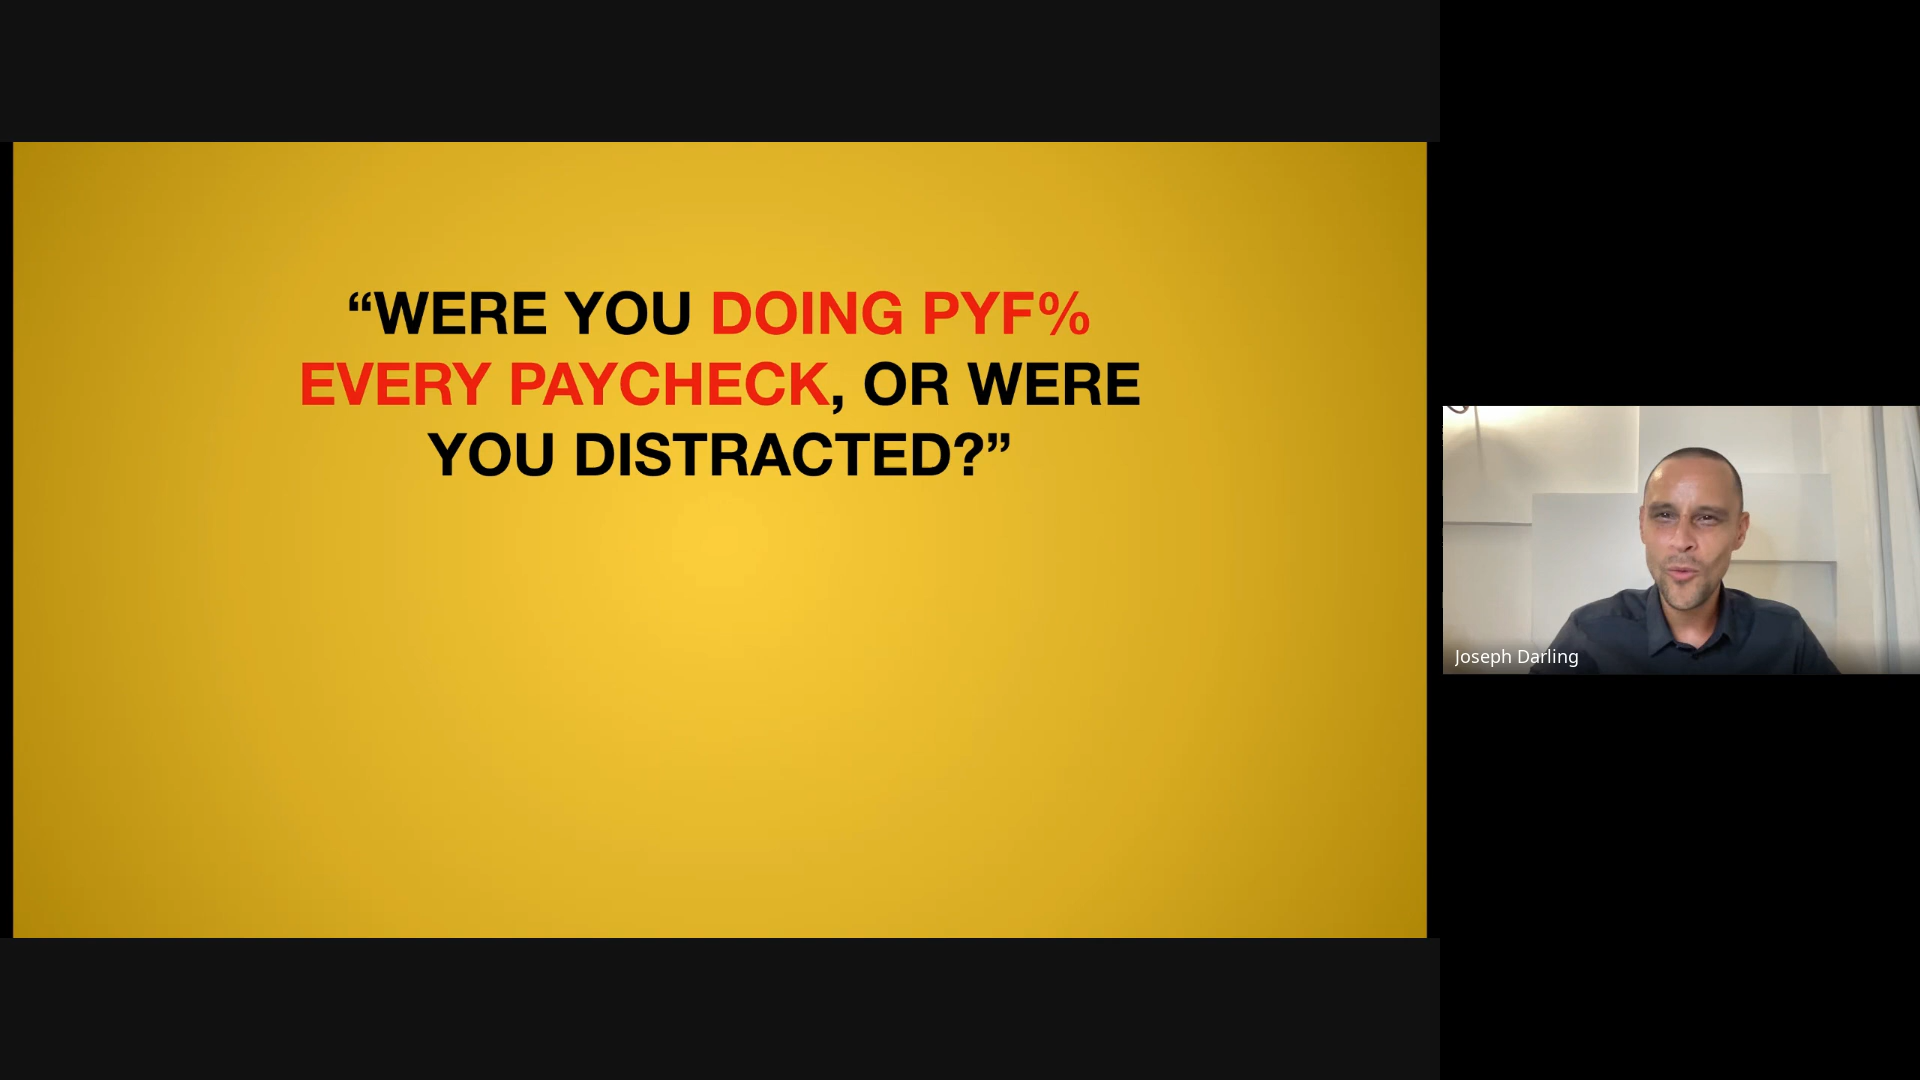 “WERE YOU DOING PYF%
EVERY PAYCHECK, OR WERE
YOU DISTRACTED?”
Joseph Darling